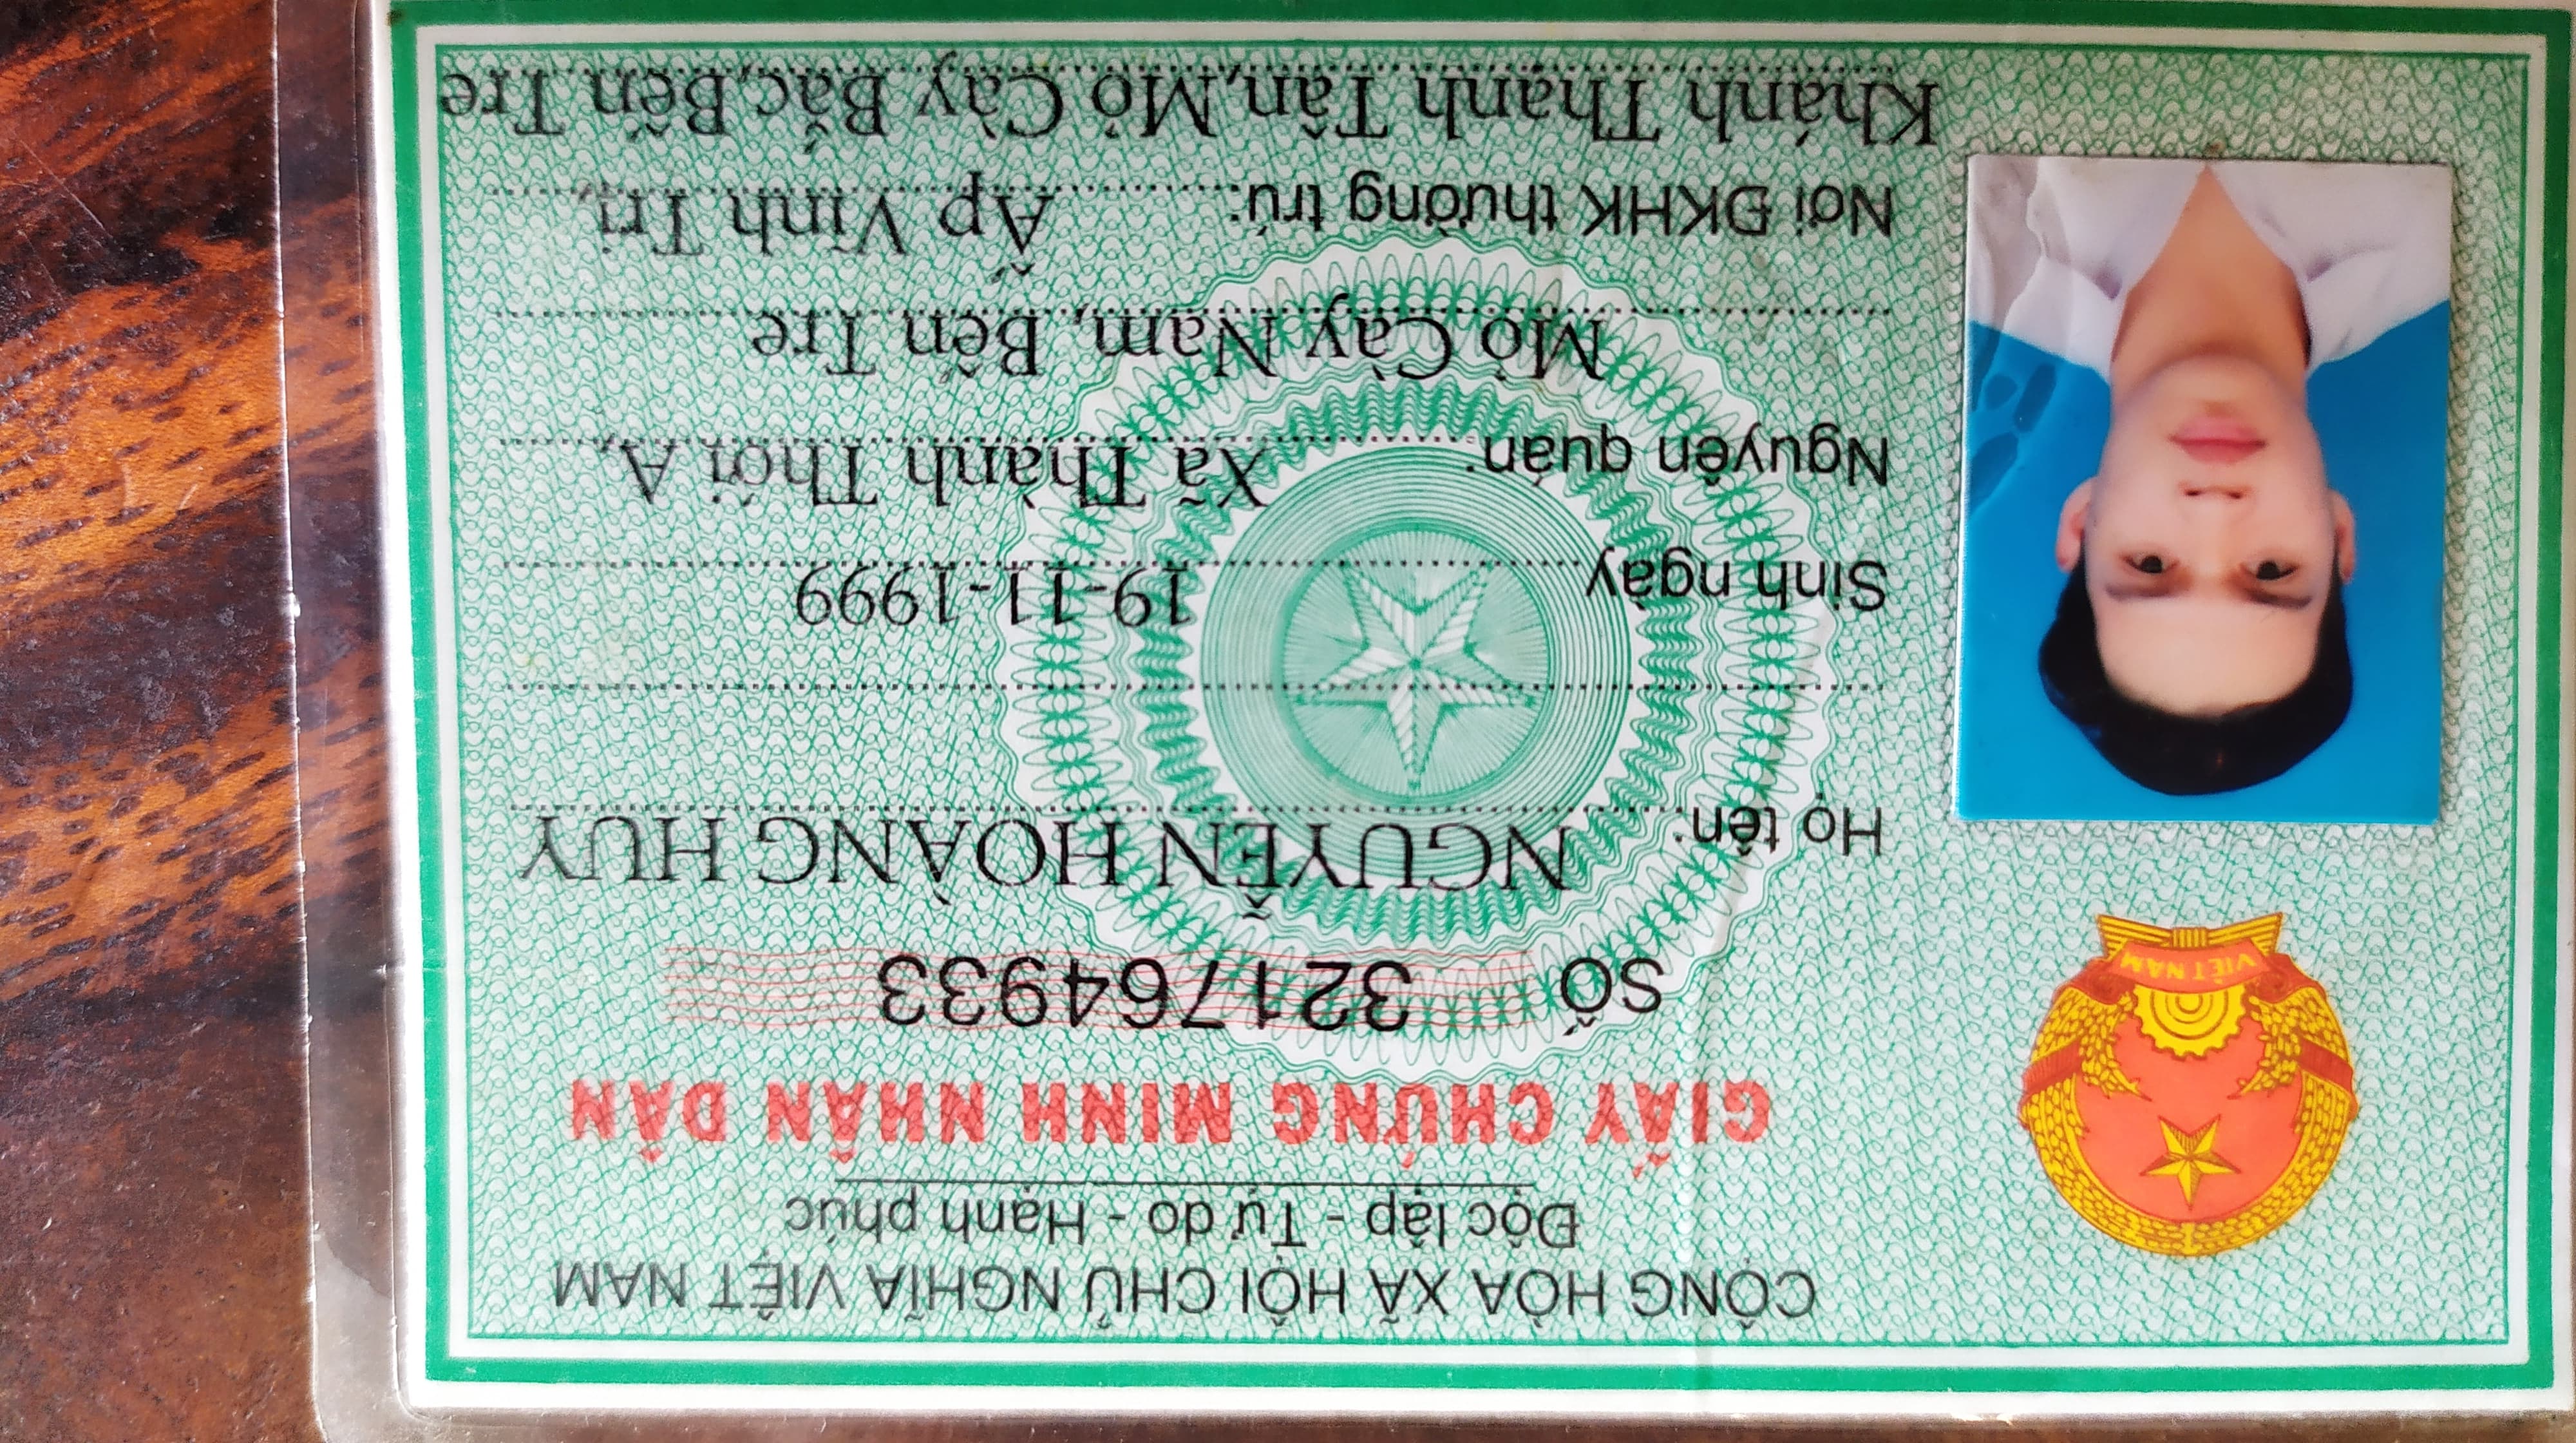 CỘNG HÒA XÃ HỘI CHỦ NGHĨA VIỆT NAM
Độc lập - Tự do - Hạnh phúc
GIẤY CHỨNG MINH NHÂN DÂN
SỐ 321764933
VIỆT NAM
Họ tên: NGUYỄN HOÀNG HUY
Sinh ngày 19-11-1999
Nguyên quán: Xã Thành Thới A,
Mỏ Cày Nam, Bến Tre
Nơi ĐKHK thường trú: Ấp Vĩnh Trị,
Khánh Thạnh Tân,Mỏ Cày Bắc,Bến Tre